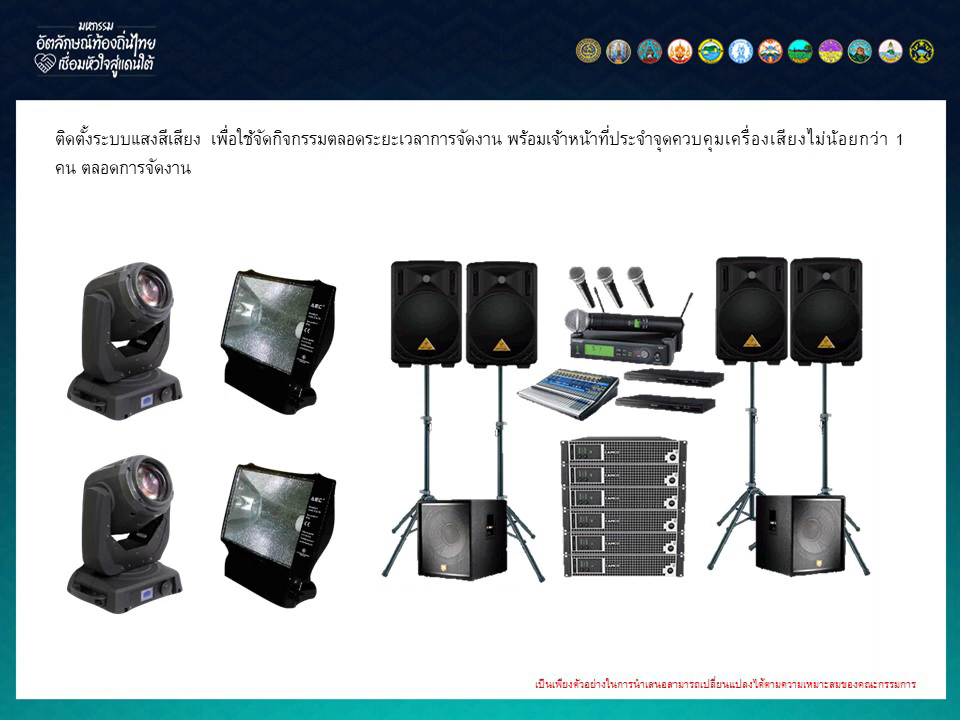 มหกรรม
อัตลักษณ์ท้องถิ่นไทย
เชื่อมหัวใจสู่แดนใต้
ติดตั้งระบบแสงสีเสียง เพื่อใช้จัดกิจกรรมตลอดระยะเวลาการจัดงาน พร้อมเจ้าหน้าที่ประจำจุดควบคุมเครื่องเสียงไม่น้อยกว่า 1
คน ตลอดการจัดงาน
เป็นเพียงตัวอย่างในการนำเสนอสามารถเปลี่ยนแปลงได้ตามความเหมาะสมของคณะกรรมการ